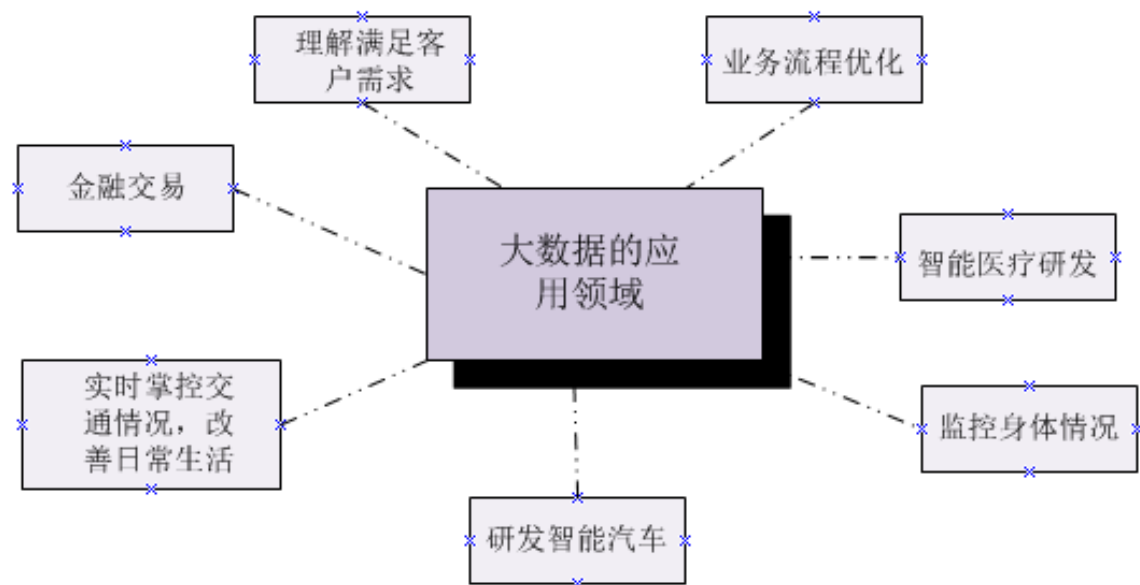 理解满足客
户需求
业务流程优化
金融交易
大数据的应
用领域
智能医疗研发
实时掌控交
通情况，改
善日常生活
监控身体情况
研发智能汽车